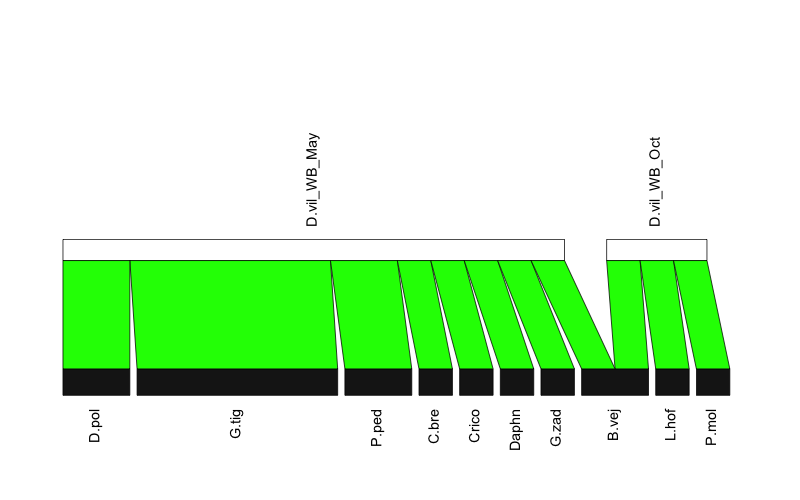 D.vil_WB_May
D.vil_WB_Oct
D.pol
G.tig
P.ped
C.bre
Crico
Daphn
G.zad
B.vej
L.hof
P.mol